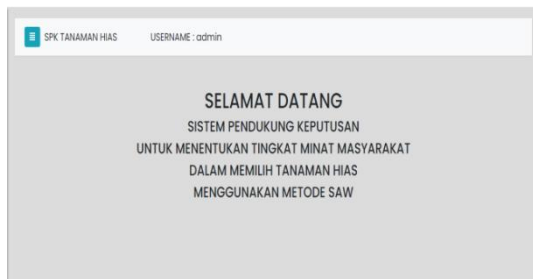 SPK TANAMAN HIAS USERNAME : admin
SELAMAT DATANG
SISTEM PENDUKUNG KEPUTUSAN
UNTUK MENENTUKAN TINGKAT MINAT MASYARAKAT
DALAM MEMILIH TANAMAN HIAS
MENGGUNAKAN METODE SAW